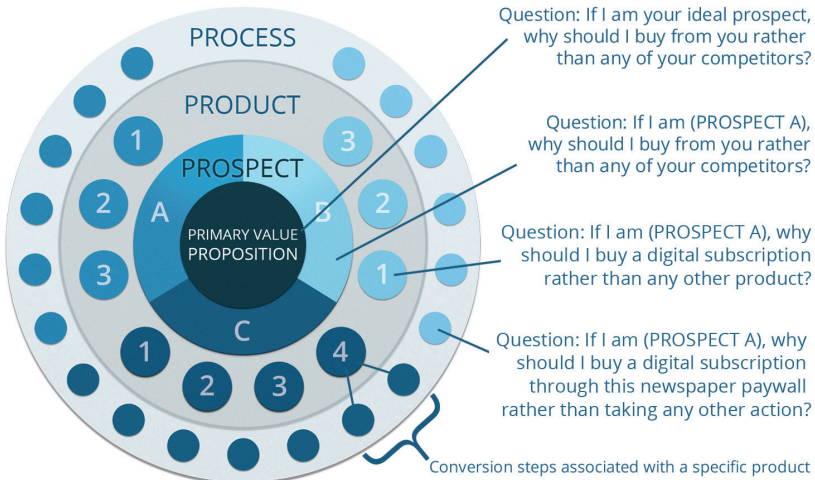 PROCESS
PRODUCT
PROSPECT
PRIMARY VALUE
PROPOSITION
A
B
C
1
2
3
3
2
1
1
2
3
4
Question: If I am your ideal prospect,
why should I buy from you rather
than any of your competitors?
Question: If I am (PROSPECT A),
why should I buy from you rather
than any of your competitors?
Question: If I am (PROSPECT A), why
should I buy a digital subscription
rather than any other product?
Question: If I am (PROSPECT A), why
should I buy a digital subscription
through this newspaper paywall
rather than taking any other action?
Conversion steps associated with a specific product